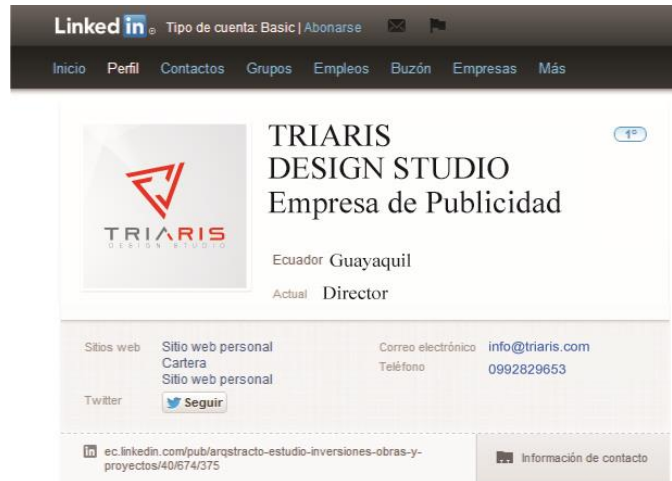 Linked in ® Tipo de cuenta: Basic | Abonarse
Inicio Perfil Contactos Grupos Empleos Buzón Empresas Más
TRIARIS
DESIGN STUDIO
TRIARIS
DESIGN STUDIO
Empresa de Publicidad
1°
Ecuador Guayaquil
Actual Director
Sitios web Sitio web personal
Cartera
Sitio web personal
Twitter Seguir
Correo electrónico info@triaris.com
Teléfono 0992829653
in ec.linkedin.com/pub/arqstracto-estudio-inversiones-obras-y-
proyectos/40/674/375
Información de contacto